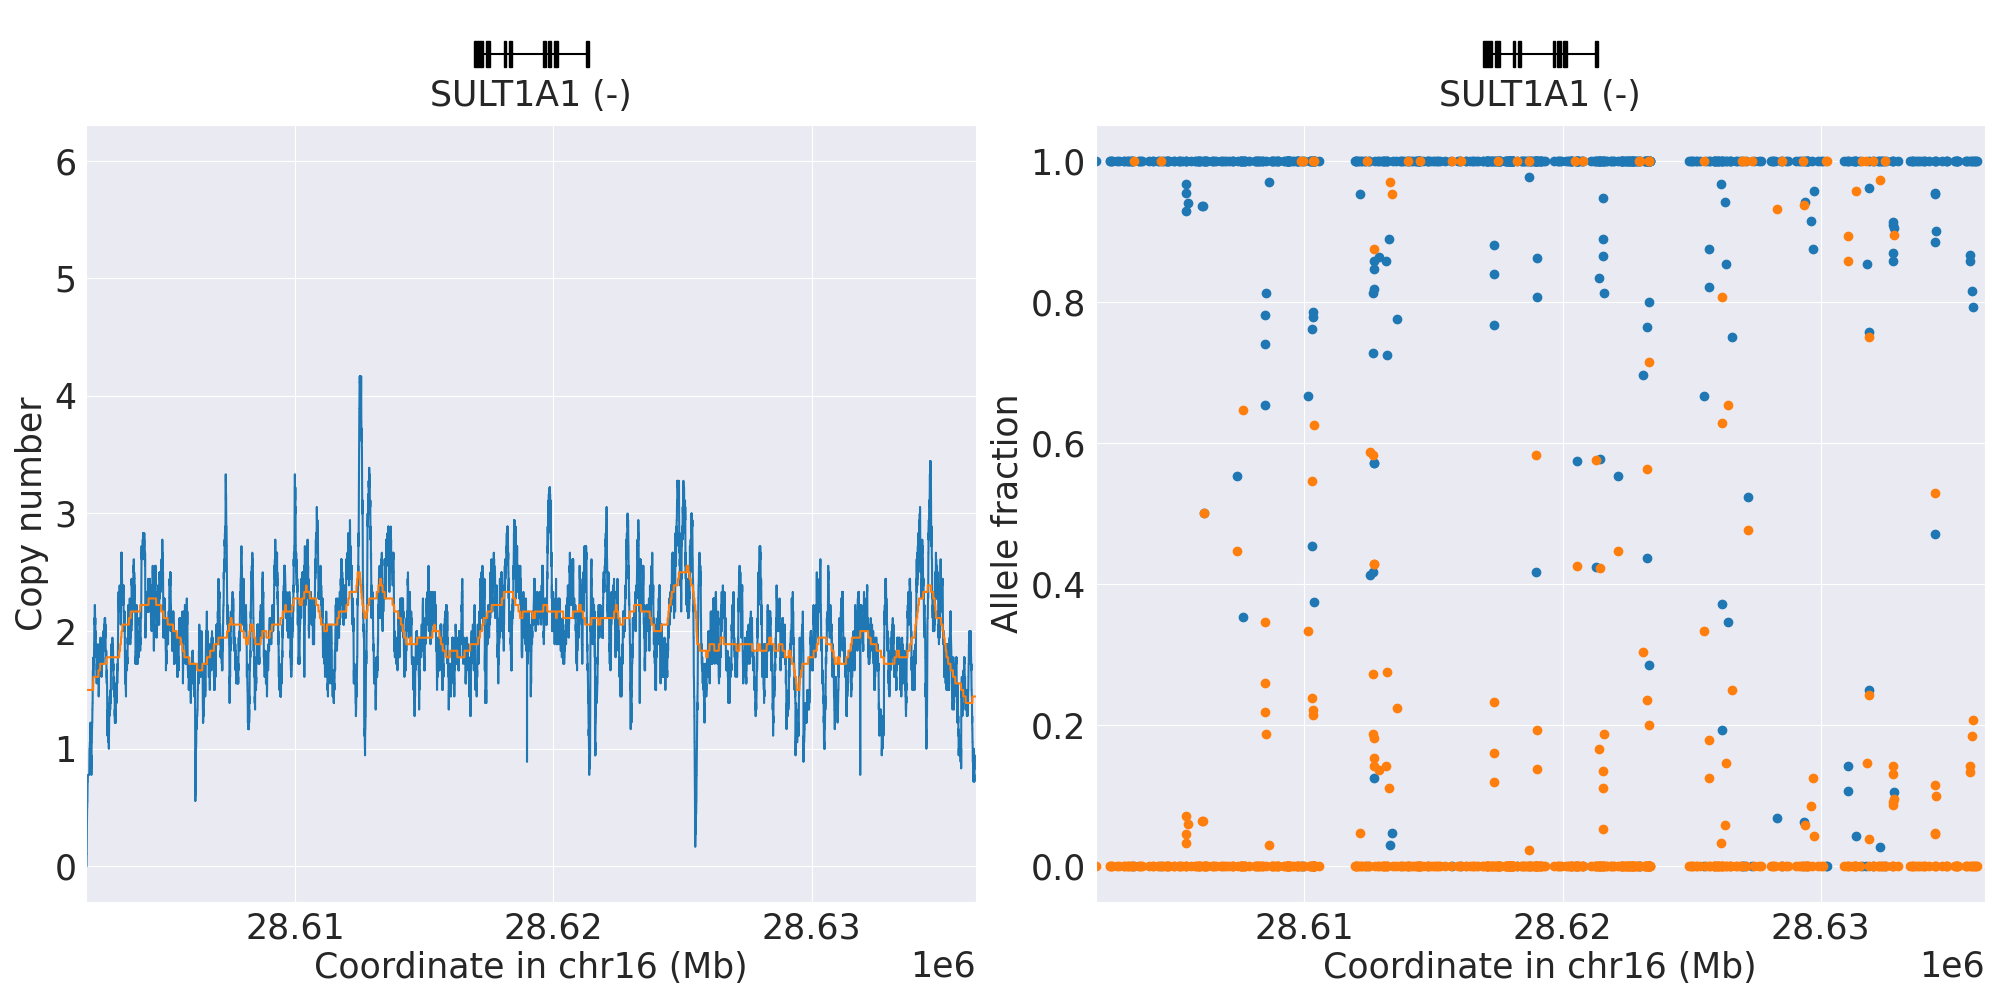 SULT1A1 (-)
Copy number
6
5
4
3
2
1
0
28.61
28.62
28.63
Coordinate in chr16 (Mb)
1e6
SULT1A1 (-)
Allele fraction
1.0
0.8
0.6
0.4
0.2
0.0
28.61
28.62
28.63
Coordinate in chr16 (Mb)
1e6